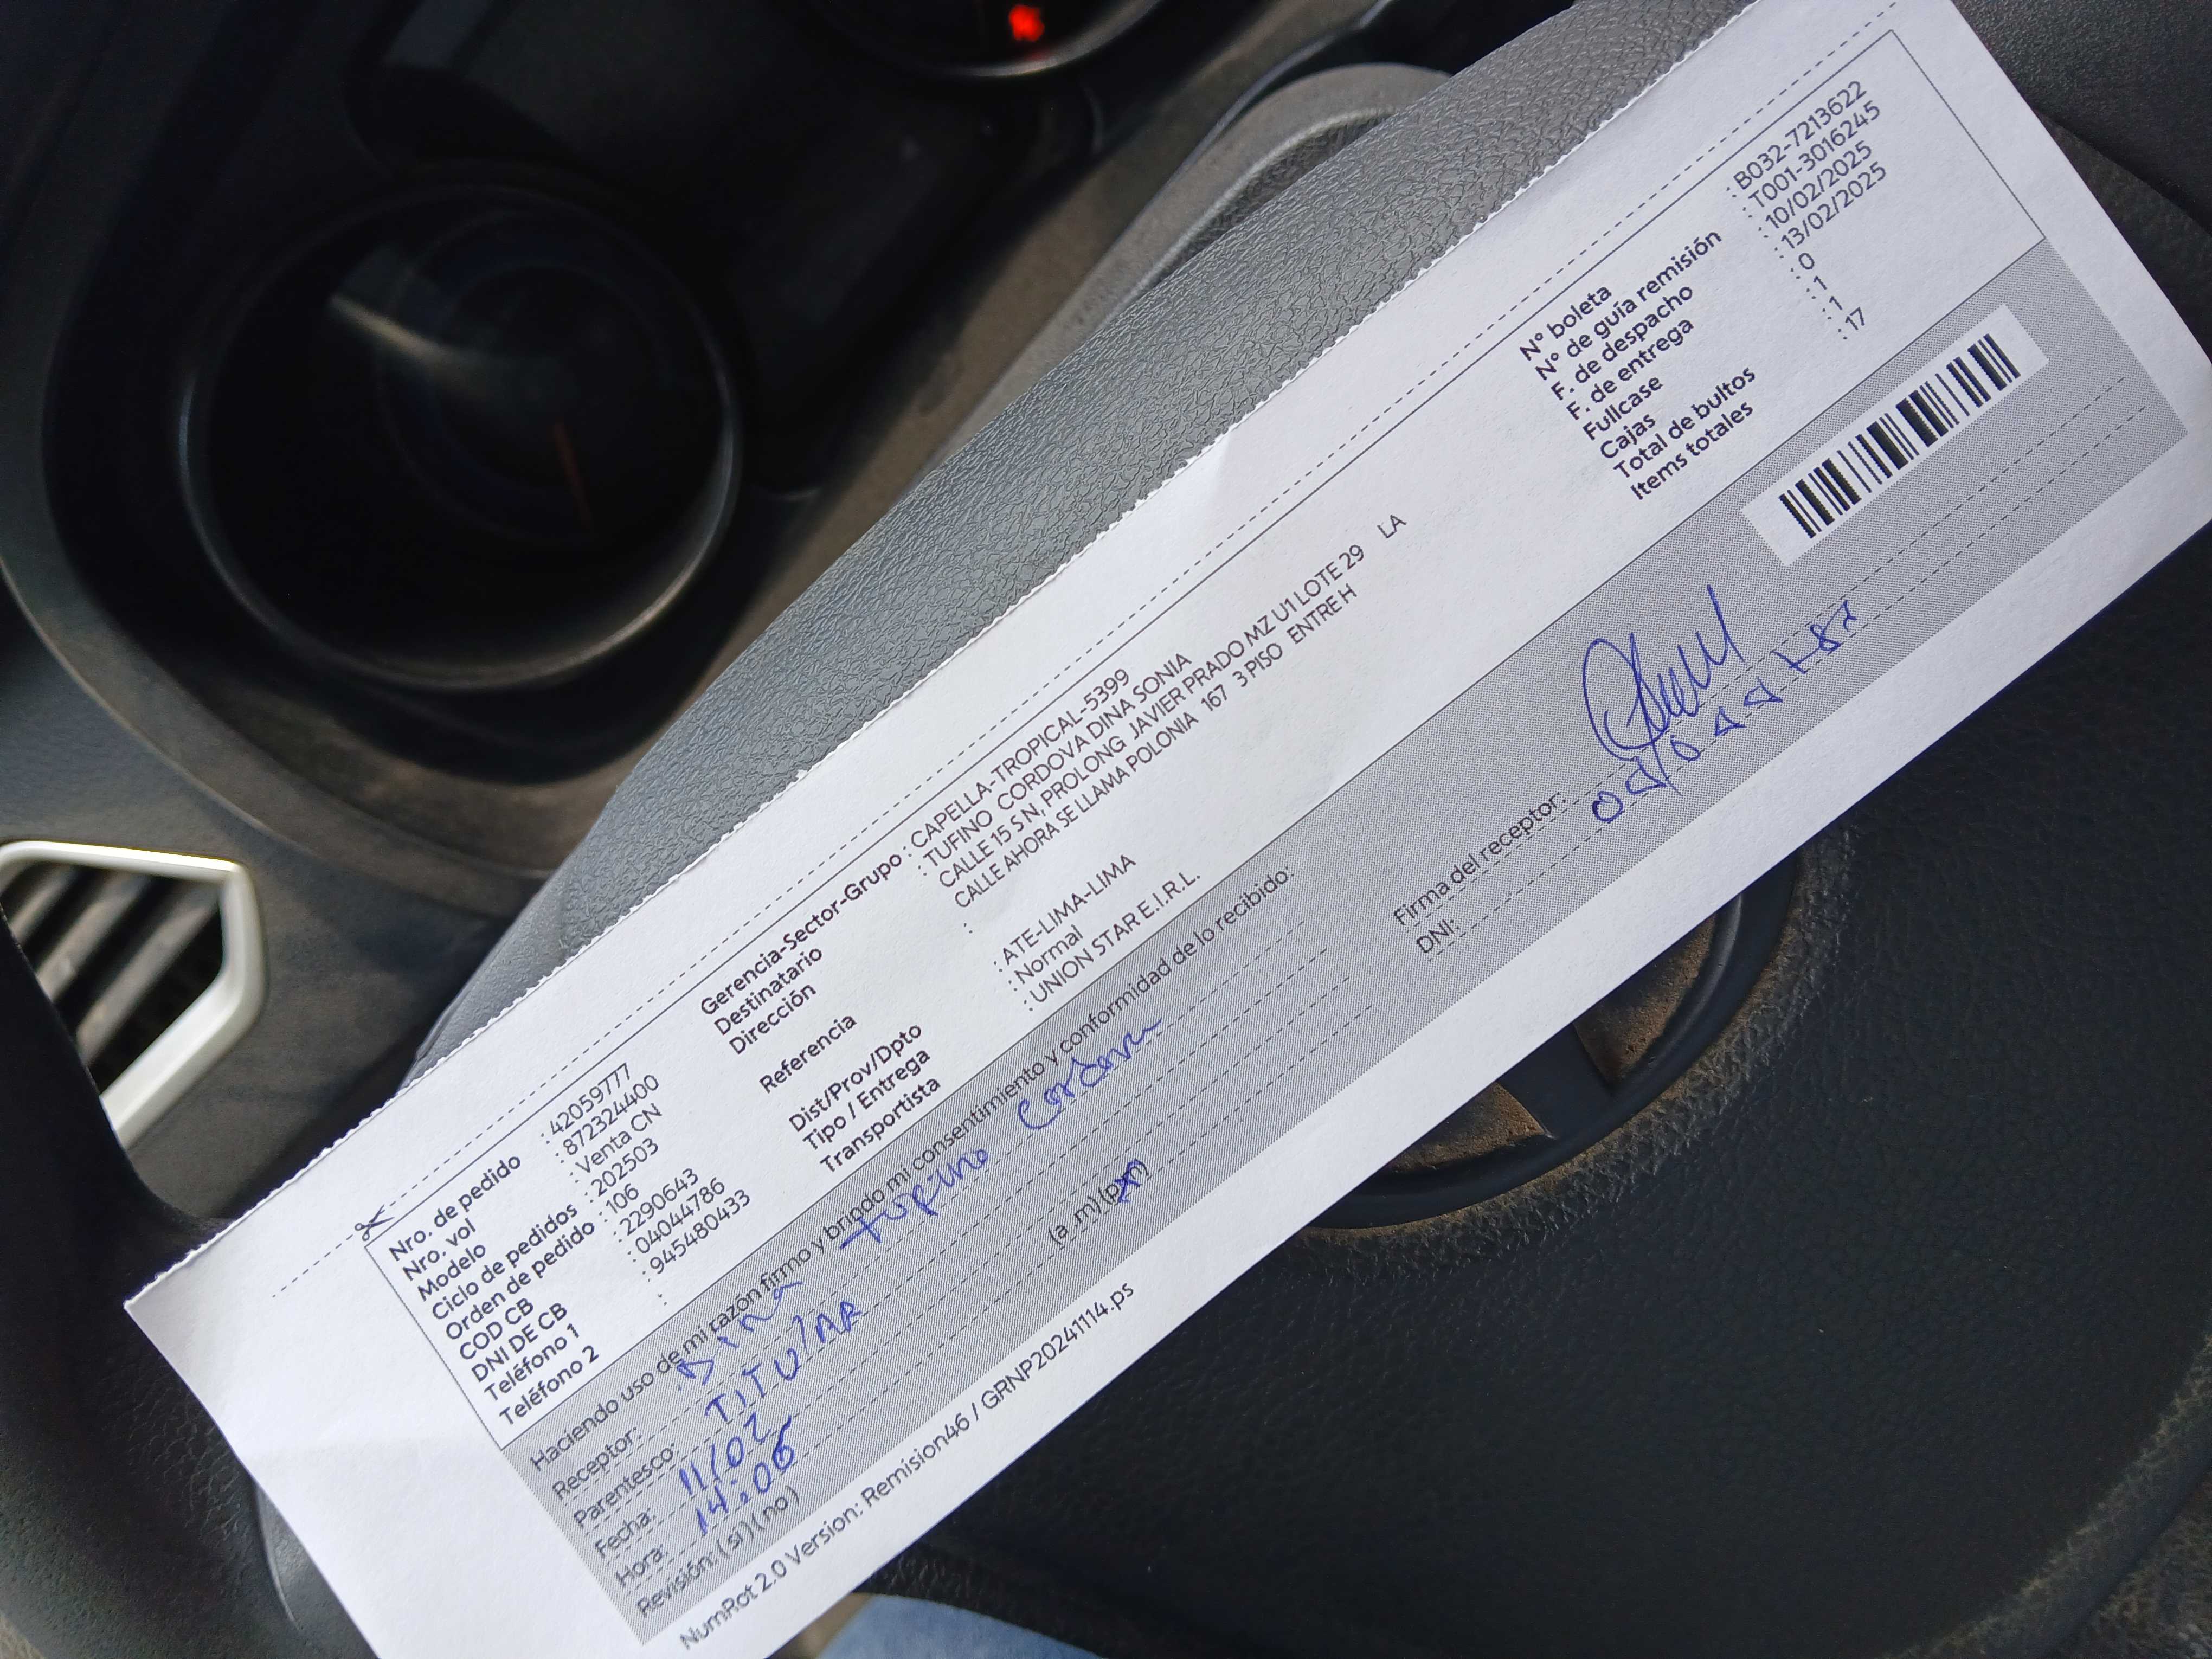 Nro. de pedido : 42059777
Nro. vol : 872324400
Modelo : Venta CN
Ciclo de pedidos : 202503
Orden de pedido : 106
COD CB : 2290643
DNI DE CB : 04044786
Teléfono 1 : 945480433
Teléfono 2 :
Gerencia-Sector-Grupo : CAPELLA-TROPICAL-5399
Destinatario : TUFINO CORDOVA DINA SONIA
Dirección CALLE 15 S N, PROLONG JAVIER PRADO MZ U1 LOTE 29 LA
CALLE AHORA SE LLAMA POLONIA 167 3 PISO ENTRE H
Referencia :
Dist/Prov/Dpto : ATE-LIMA-LIMA
Tipo / Entrega : Normal
Transportista : UNION STAR E.I.R.L.
N° boleta : B032-7213622
N° de guía remisión : T001-3016245
F. de despacho : 10/02/2025
F. de entrega : 13/02/2025
Fullcase : 0
Cajas : 1
Total de bultos : 1
Items totales : 17
Haciendo uso de mi razón firmo y brindo mi consentimiento y conformidad de lo recibido:
Receptor: Dina tufino Cordova
Parentesco: TITUlAR
Fecha: 11/02
Hora: 14:06 (a .m) (p.m)
Revisión: ( si ) ( no )
Firma del receptor:
DNI:
NumRot 2.0 Version: Remision46 / GRNP20241114.ps